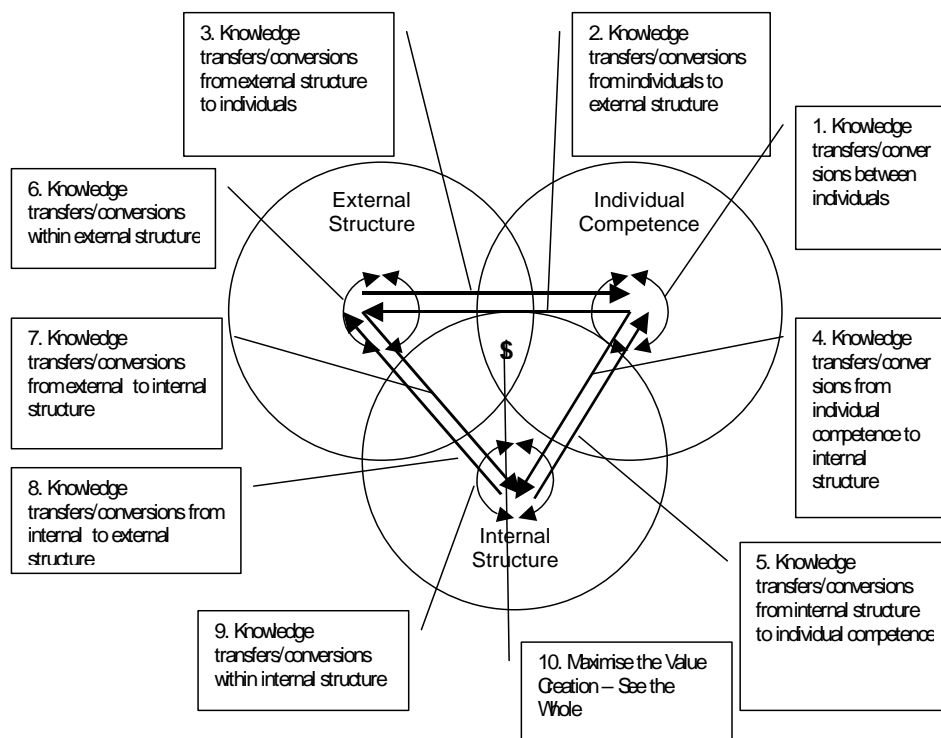 3. Knowledge
transfers/conversions
from external structure
to individuals
2. Knowledge
transfers/conversions
from individuals to
external structure
1. Knowledge
transfers/conver
sions between
individuals
6. Knowledge
transfers/conversions
within external structure
External
Structure
Individual
Competence
7. Knowledge
transfers/conversions
from external to internal
structure
$
4. Knowledge
transfers/conver
sions from
individual
competence to
internal
structure
8. Knowledge
transfers/conversions from
internal to external
structure
Internal
Structure
5. Knowledge
transfers/conversions
from internal structure
to individual competence
9. Knowledge
transfers/conversions
within internal structure
10. Maximise the Value
Creation – See the
Whole